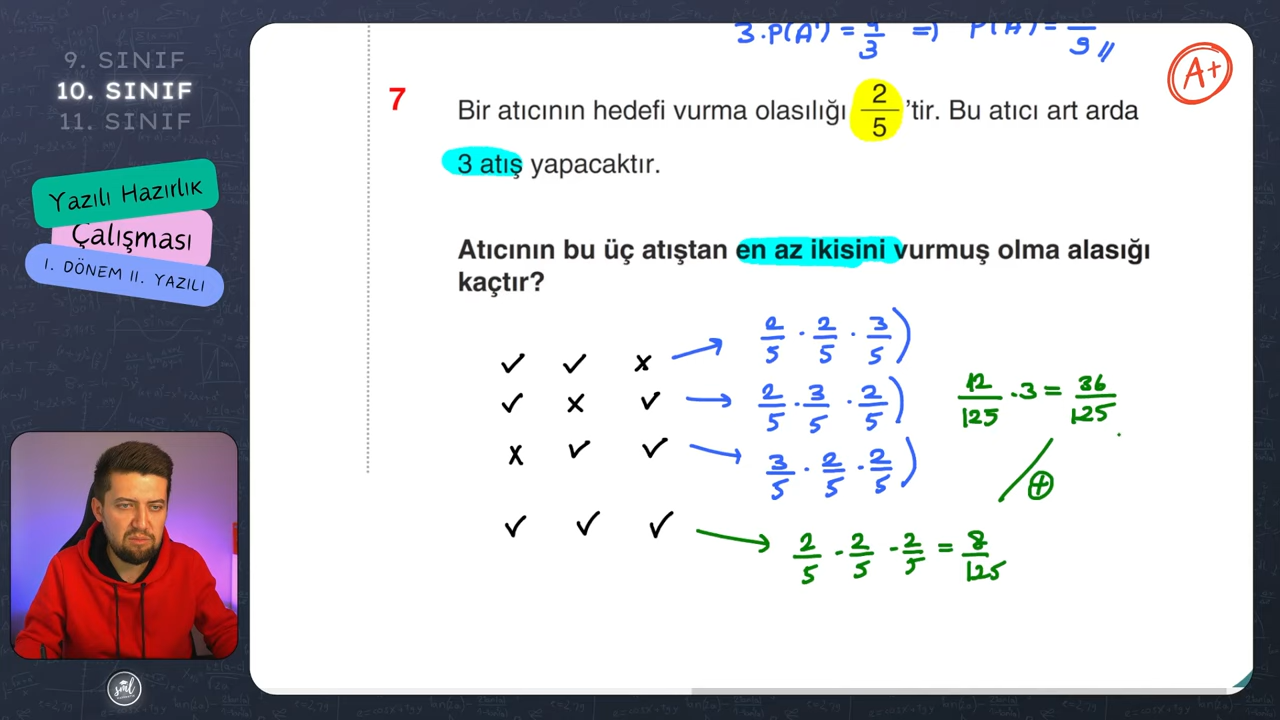 9. SINIF
10. SINIF
11. SINIF
Yazılı Hazırlık
Çalışması
1. DÖNEM II. YAZILI
sml
A+
3.P(A') = 4/3 => P(A) = /9 //
7 Bir atıcının hedefi vurma olasılığı 2/5 'tir. Bu atıcı art arda
3 atış yapacaktır.
Atıcının bu üç atıştan en az ikisini vurmuş olma alasığı
kaçtır?
✓ ✓ x → 2/5 · 2/5 · 3/5 )
✓ x ✓ → 2/5 · 3/5 · 2/5 )
x ✓ ✓ → 3/5 · 2/5 · 2/5 )
12/125 · 3 = 36/125
⊕
✓ ✓ ✓ → 2/5 · 2/5 · 2/5 = 8/125